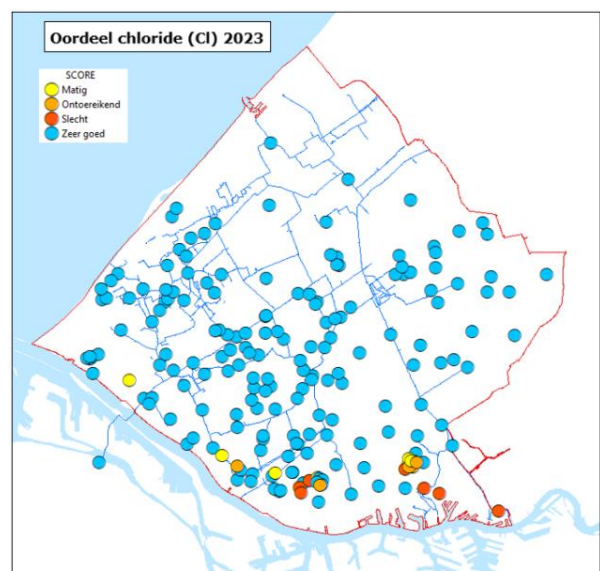 Oordeel chloride (Cl) 2023
SCORE
Matig
Ontoereikend
Slecht
Zeer goed